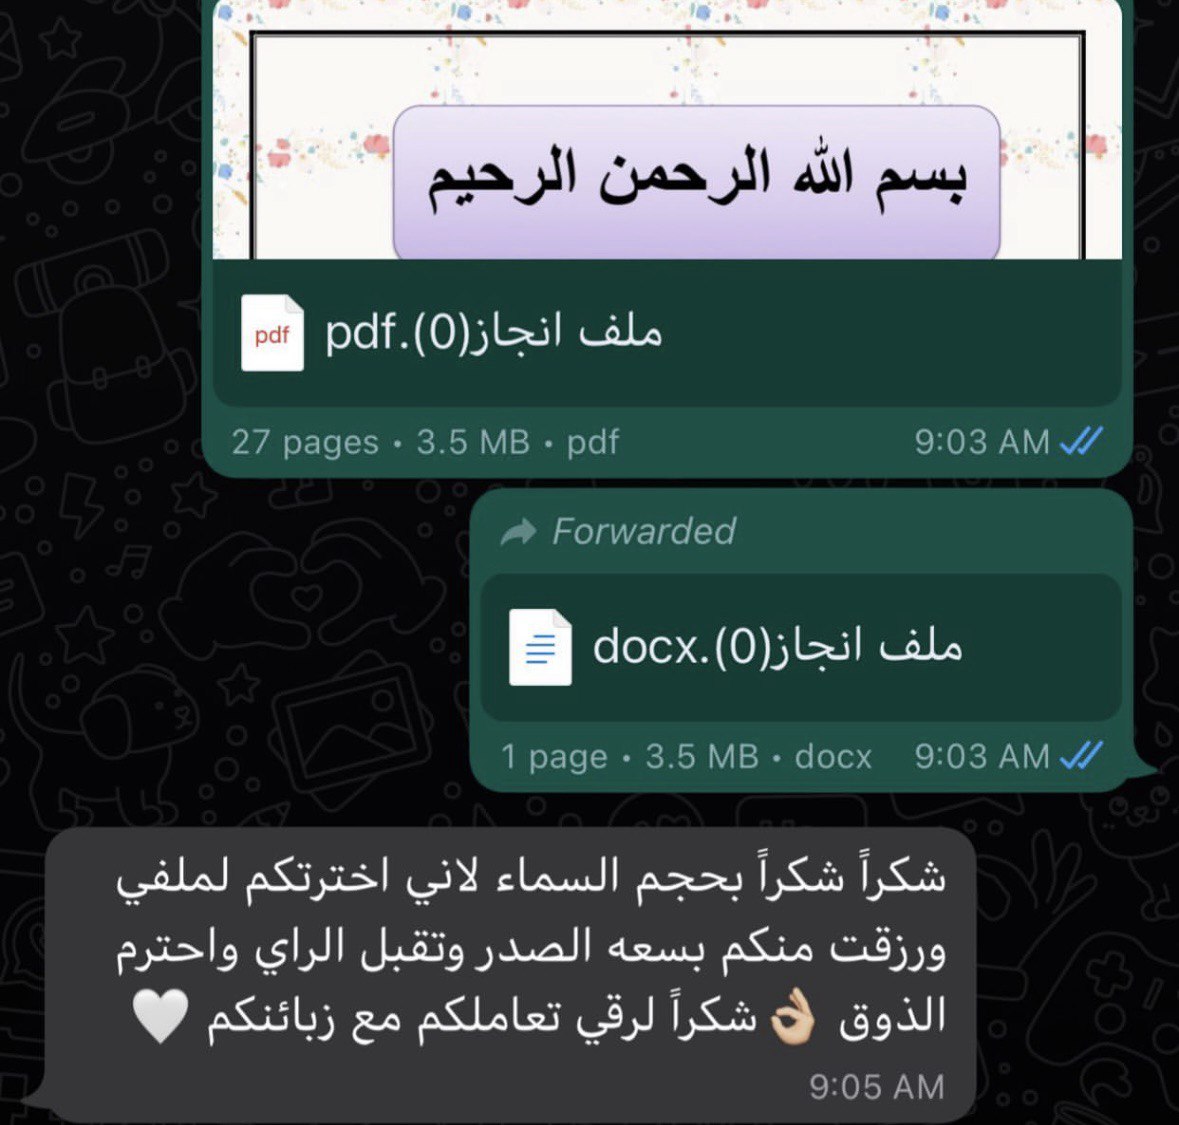 بسم الله الرحمن الرحيم
pdf
ملف انجاز(0).pdf
27 pages • 3.5 MB • pdf
9:03 AM
Forwarded
ملف انجاز(0).docx
1 page • 3.5 MB • docx
9:03 AM
شكراً شكراً بحجم السماء لاني اخترتكم لملفي
ورزقت منكم بسعه الصدر وتقبل الراي واحترم
الذوق 👌🏼 شكراً لرقي تعاملكم مع زبائنكم 🤍
9:05 AM